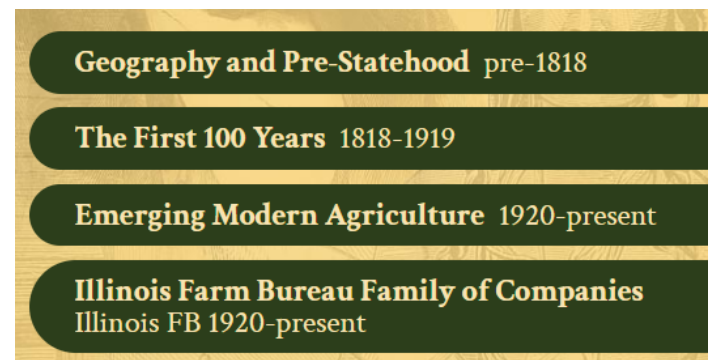 Geography and Pre-Statehood pre-1818
The First 100 Years 1818-1919
Emerging Modern Agriculture 1920-present
Illinois Farm Bureau Family of Companies
Illinois FB 1920-present